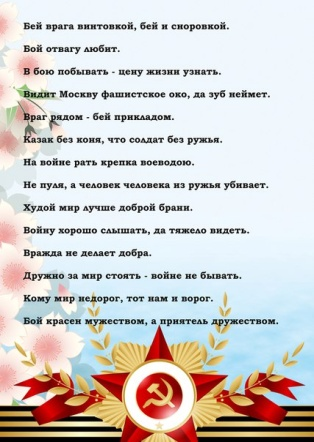 Бей врага винтовкой, бей и сноровкой.
Бой отвагу любит.
В бою побывать - цену жизни узнать.
Видит Москву фашистское око, да зуб неймет.
Враг рядом - бей прикладом.
Казак без коня, что солдат без ружья.
На войне рать крепка воеводою.
Не пуля, а человек человека из ружья убивает.
Худой мир лучше доброй брани.
Войну хорошо слышать, да тяжело видеть.
Вражда не делает добра.
Дружно за мир стоять - войне не бывать.
Кому мир недорог, тот нам и ворог.
Бой красен мужеством, а приятель дружеством.